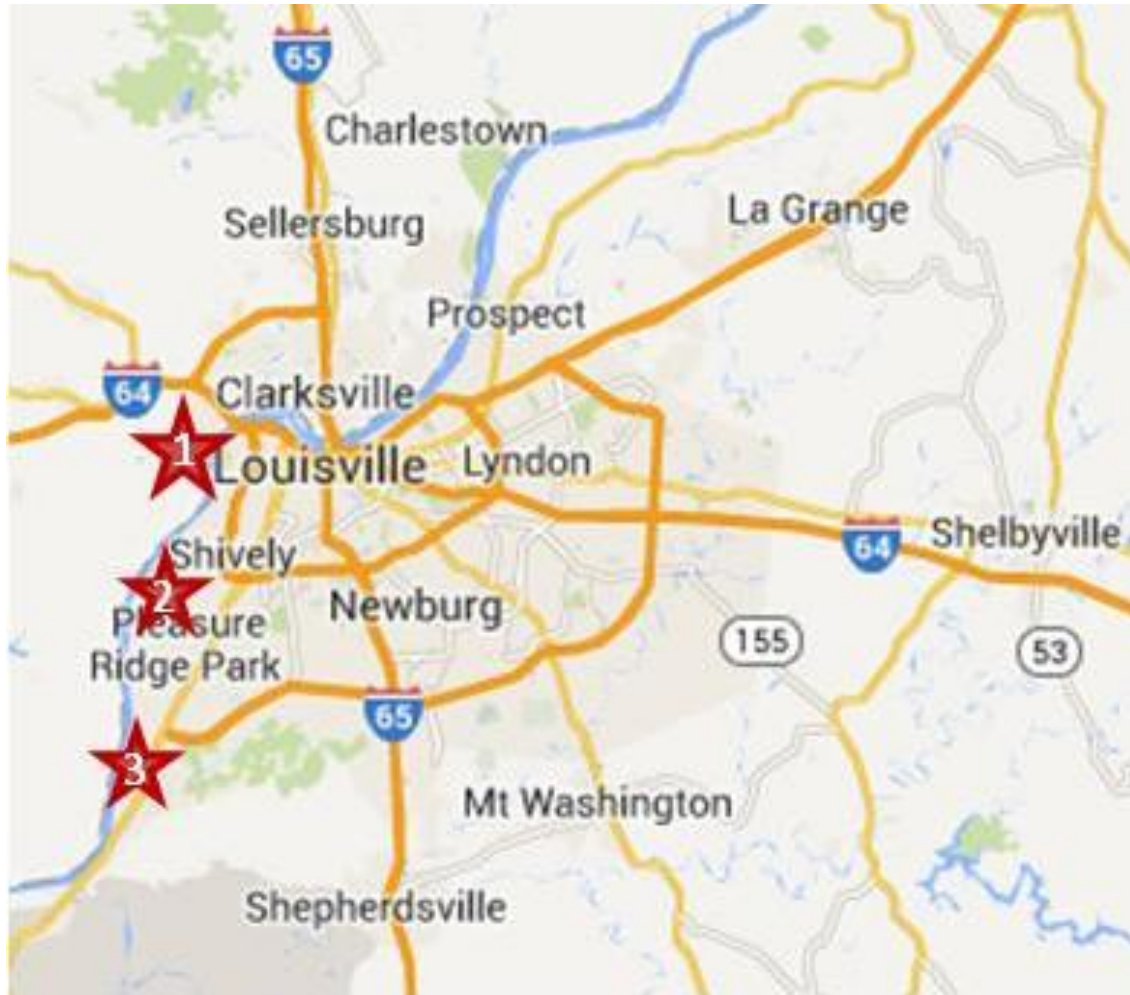 65
Charlestown
Sellersburg
La Grange
Prospect
64
Clarksville
1
Louisville
Lyndon
64
Shelbyville
Shively
2
Newburg
Pleasure
Ridge Park
155
53
65
3
Mt Washington
Shepherdsville